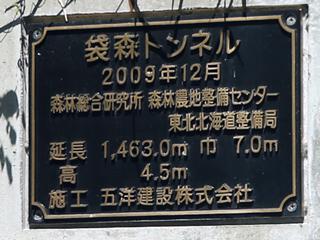 袋森トンネル
2009年12月
森林総合研究所 森林農地整備センター
東北北海道整備局
延長 1,463.0m 巾 7.0m
高 4.5m
施工 五洋建設株式会社